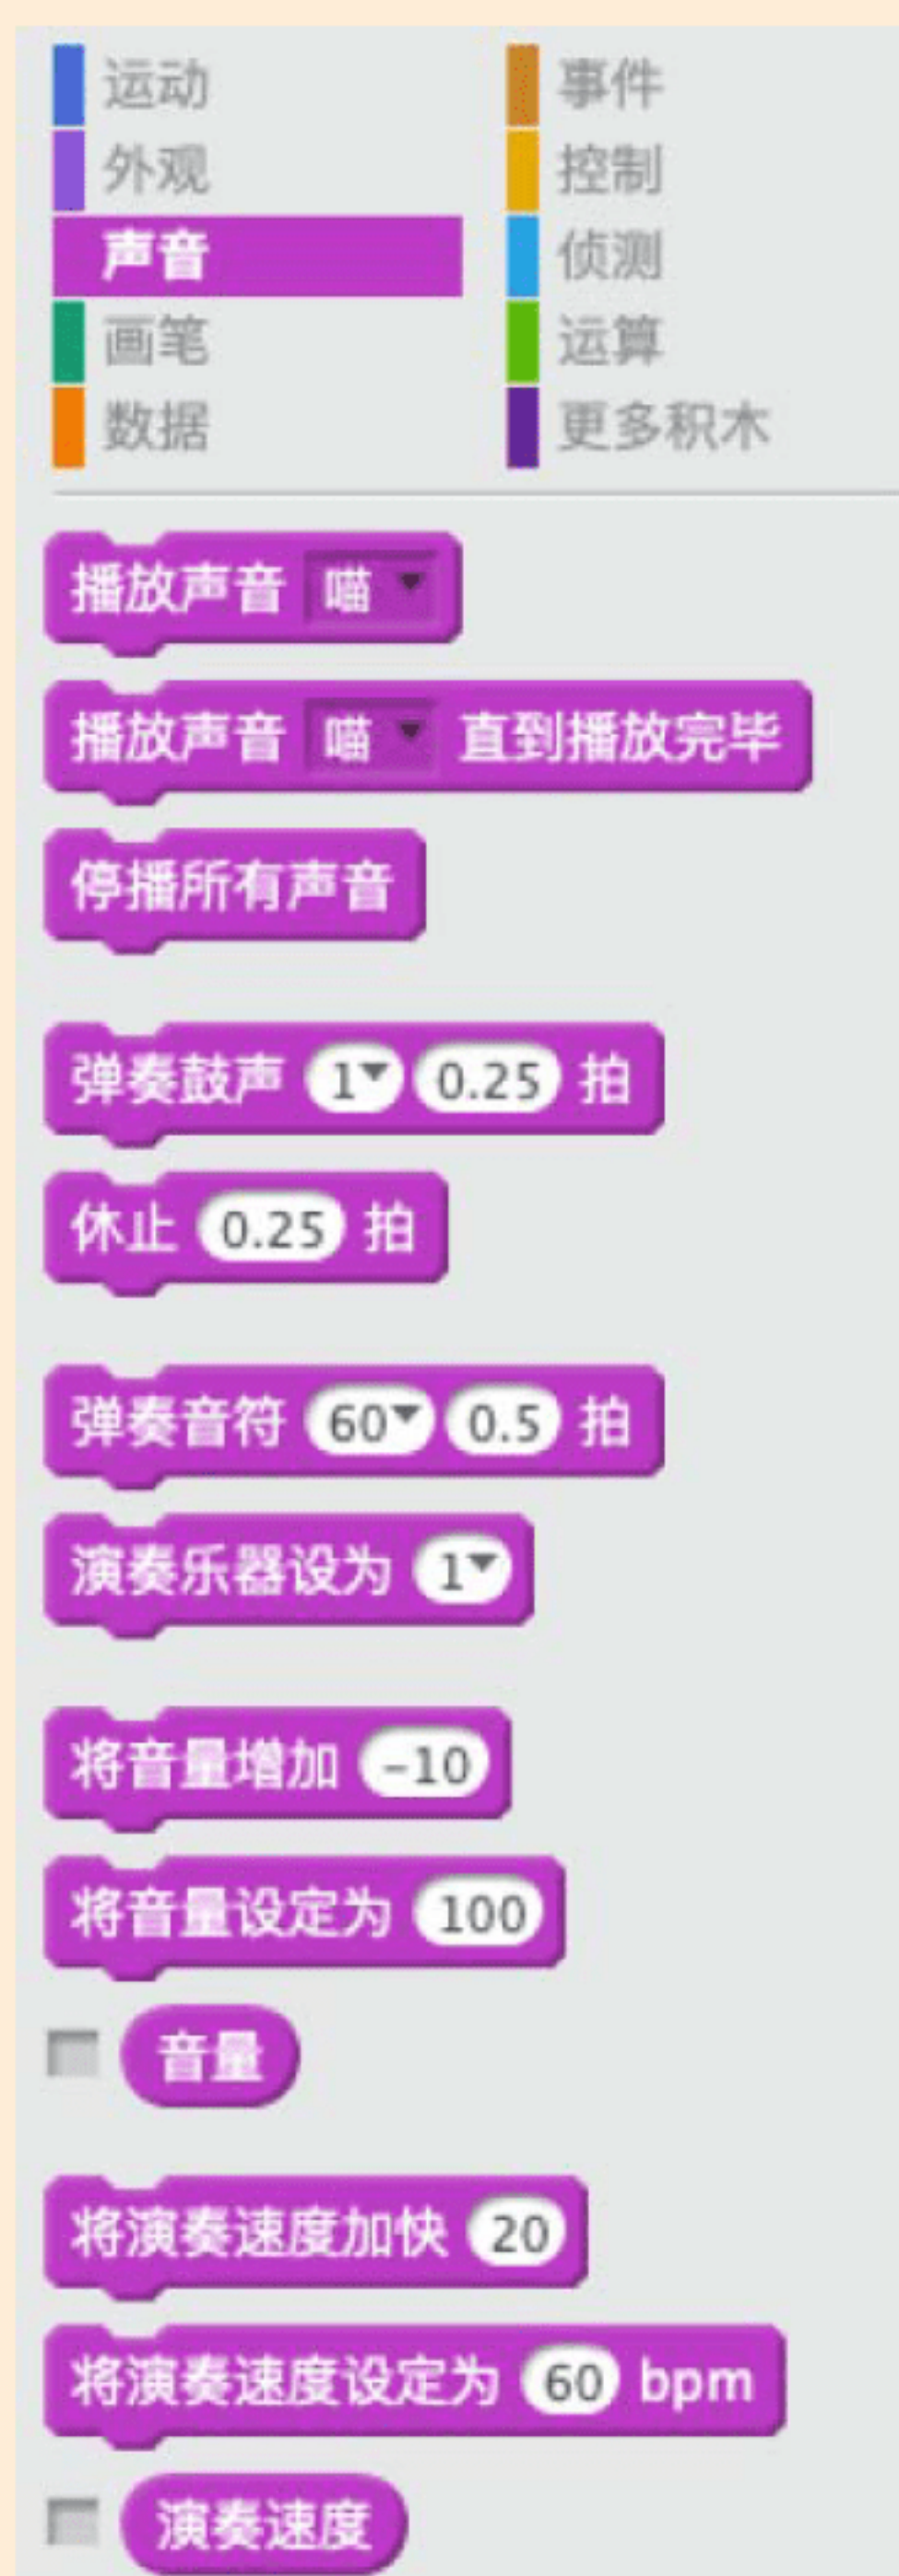 运动 事件
外观 控制
声音 侦测
画笔 运算
数据 更多积木
播放声音 喵
播放声音 喵 直到播放完毕
停播所有声音
弹奏鼓声 1 0.25 拍
休止 0.25 拍
弹奏音符 60 0.5 拍
演奏乐器设为 1
将音量增加 -10
将音量设定为 100
音量
将演奏速度加快 20
将演奏速度设定为 60 bpm
演奏速度